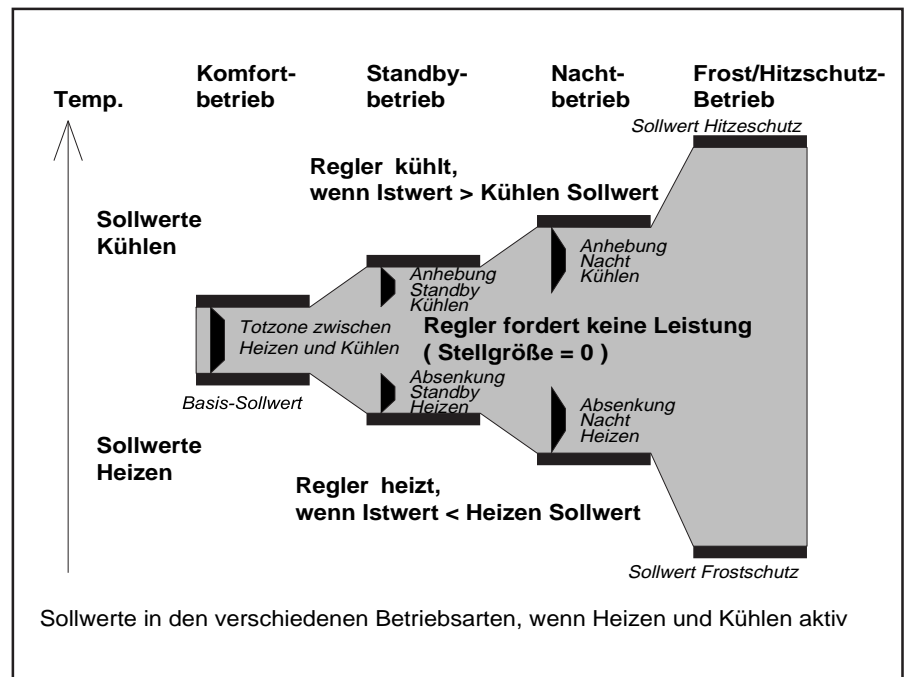 Komfort-
betrieb
Standby-
betrieb
Nacht-
betrieb
Frost/Hitzschutz-
Betrieb
Temp.
Sollwert Hitzeschutz
Regler kühlt,
wenn Istwert > Kühlen Sollwert
Sollwerte
Kühlen
Anhebung
Nacht
Kühlen
Anhebung
Standby
Kühlen
Totzone zwischen
Heizen und Kühlen
Regler fordert keine Leistung
( Stellgröße = 0 )
Absenkung
Standby
Heizen
Basis-Sollwert
Absenkung
Nacht
Heizen
Sollwerte
Heizen
Regler heizt,
wenn Istwert < Heizen Sollwert
Sollwert Frostschutz
Sollwerte in den verschiedenen Betriebsarten, wenn Heizen und Kühlen aktiv